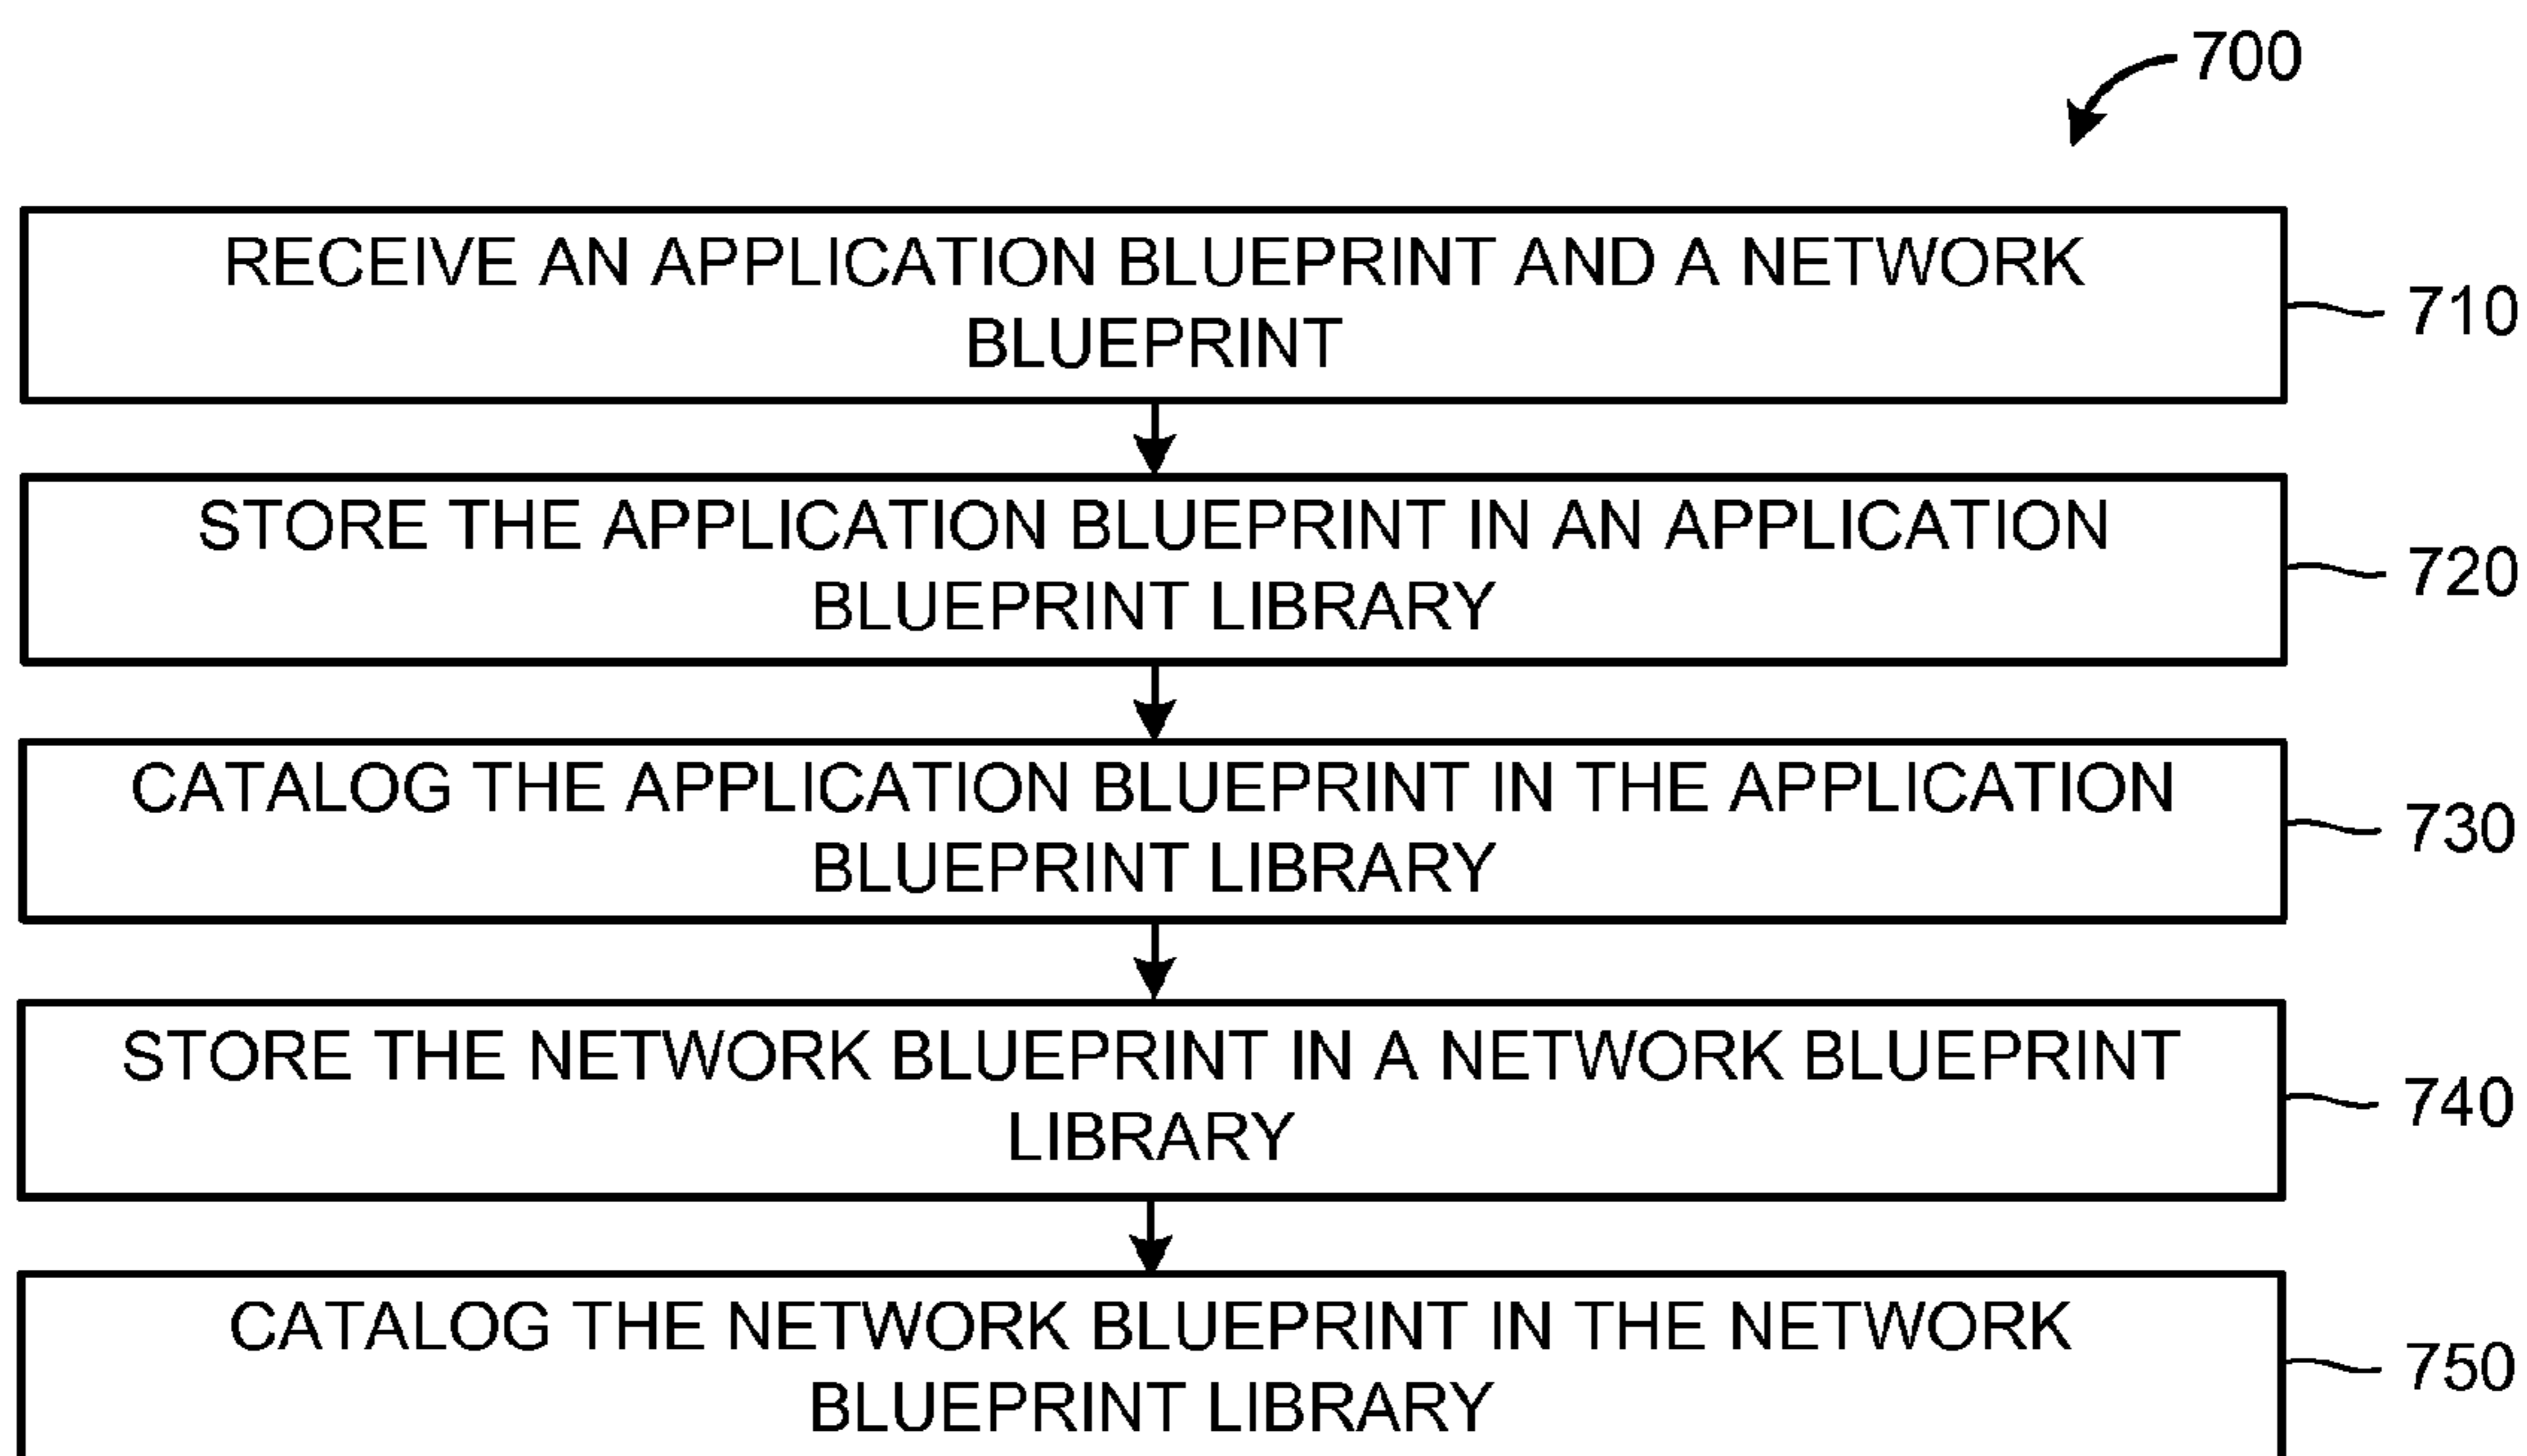 700
RECEIVE AN APPLICATION BLUEPRINT AND A NETWORK
BLUEPRINT
710
STORE THE APPLICATION BLUEPRINT IN AN APPLICATION
BLUEPRINT LIBRARY
720
CATALOG THE APPLICATION BLUEPRINT IN THE APPLICATION
BLUEPRINT LIBRARY
730
STORE THE NETWORK BLUEPRINT IN A NETWORK BLUEPRINT
LIBRARY
740
CATALOG THE NETWORK BLUEPRINT IN THE NETWORK
BLUEPRINT LIBRARY
750